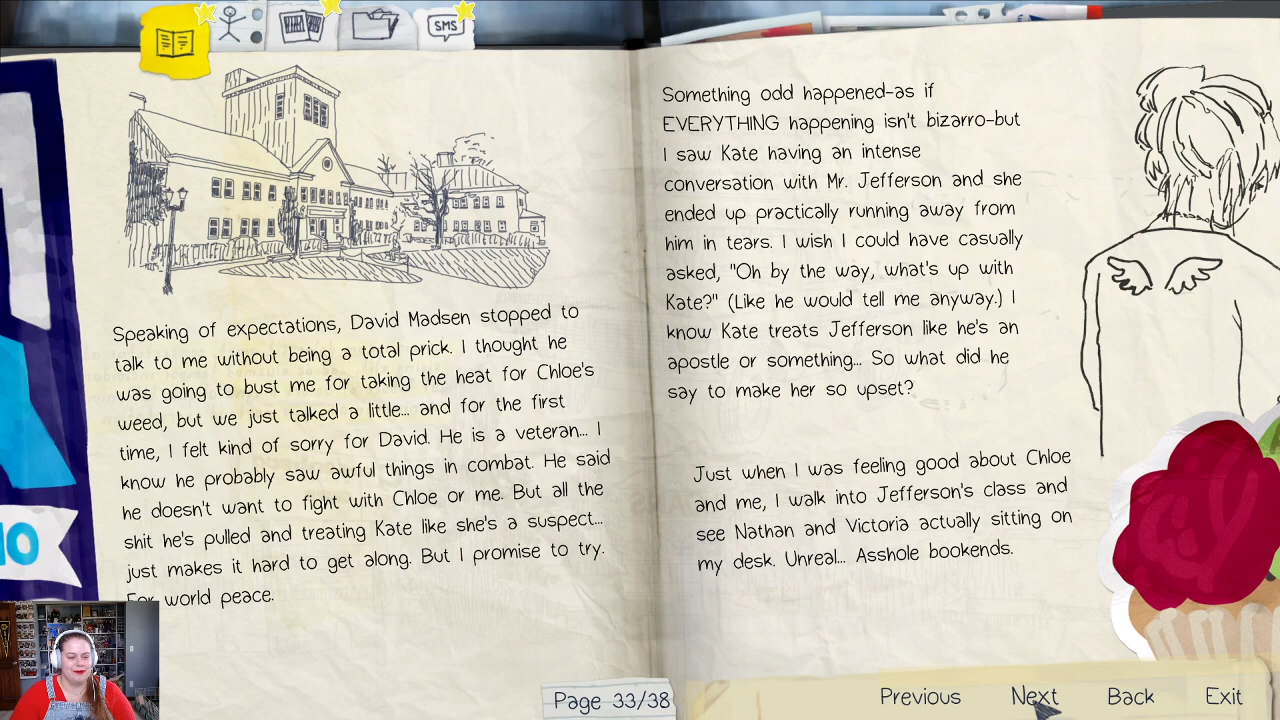 SMS
Speaking of expectations, David Madsen stopped to
talk to me without being a total prick. I thought he
was going to bust me for taking the heat for Chloe's
weed, but we just talked a little... and for the first
time, I felt kind of sorry for David. He is a veteran... I
know he probably saw awful things in combat. He said
he doesn't want to fight with Chloe or me. But all the
shit he's pulled and treating Kate like she's a suspect...
just makes it hard to get along. But I promise to try.
For world peace.
Something odd happened-as if
EVERYTHING happening isn't bizarro-but
I saw Kate having an intense
conversation with Mr. Jefferson and she
ended up practically running away from
him in tears. I wish I could have casually
asked, "Oh by the way, what's up with
Kate?" (Like he would tell me anyway.) I
know Kate treats Jefferson like he's an
apostle or something... So what did he
say to make her so upset?
Just when I was feeling good about Chloe
and me, I walk into Jefferson's class and
see Nathan and Victoria actually sitting on
my desk. Unreal... Asshole bookends.
Page 33/38
Previous
Next
Back
Exit